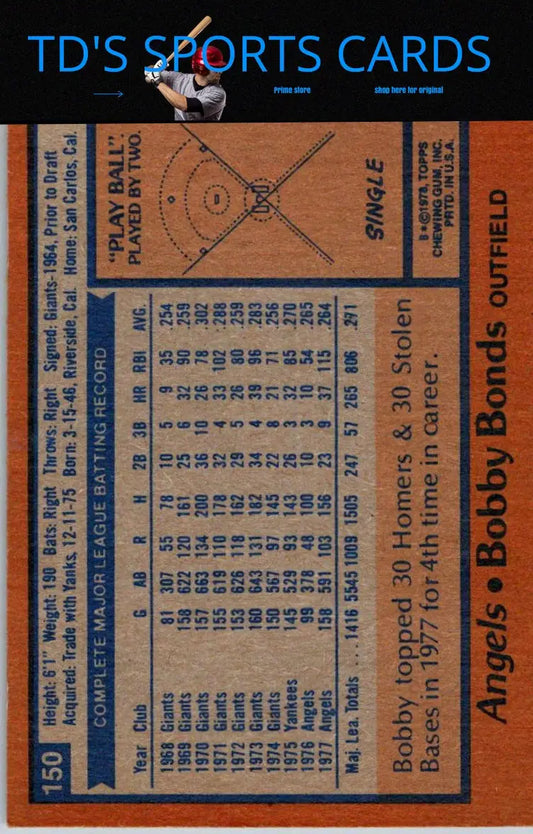 TD'S SPORTS CARDS
Prime store
shop here for original
150
Height: 6'1" Weight: 190 Bats: Right Throws: Right Signed: Giants-1964, Prior to Draft
Acquired: Trade with Yanks, 12-11-75 Born: 3-15-46, Riverside, Cal. Home: San Carlos, Cal.
COMPLETE MAJOR LEAGUE BATTING RECORD
Year Club G AB R H 2B 3B HR RBI AVG
1968 Giants 81 307 55 78 10 5 9 35 .254
1969 Giants 158 622 120 161 25 6 32 90 .259
1970 Giants 157 663 134 200 36 10 26 78 .302
1971 Giants 155 619 110 178 32 4 33 102 .288
1972 Giants 153 626 118 162 29 5 26 80 .259
1973 Giants 160 643 131 182 34 4 39 96 .283
1974 Giants 150 567 97 145 22 8 21 71 .256
1975 Yankees 145 529 93 143 26 3 32 85 .270
1976 Angels 99 378 48 100 10 3 10 54 .265
1977 Angels 158 591 103 156 23 9 37 115 .264
Maj. Lea. Totals ... 1416 5545 1009 1505 247 57 265 806 .271
Bobby topped 30 Homers & 30 Stolen
Bases in 1977 for 4th time in career.
"PLAY BALL"
PLAYED BY TWO.
SINGLE
B*©1978, TOPPS
CHEWING GUM, INC.
PRTD. IN U.S.A.
Angels • Bobby Bonds OUTFIELD